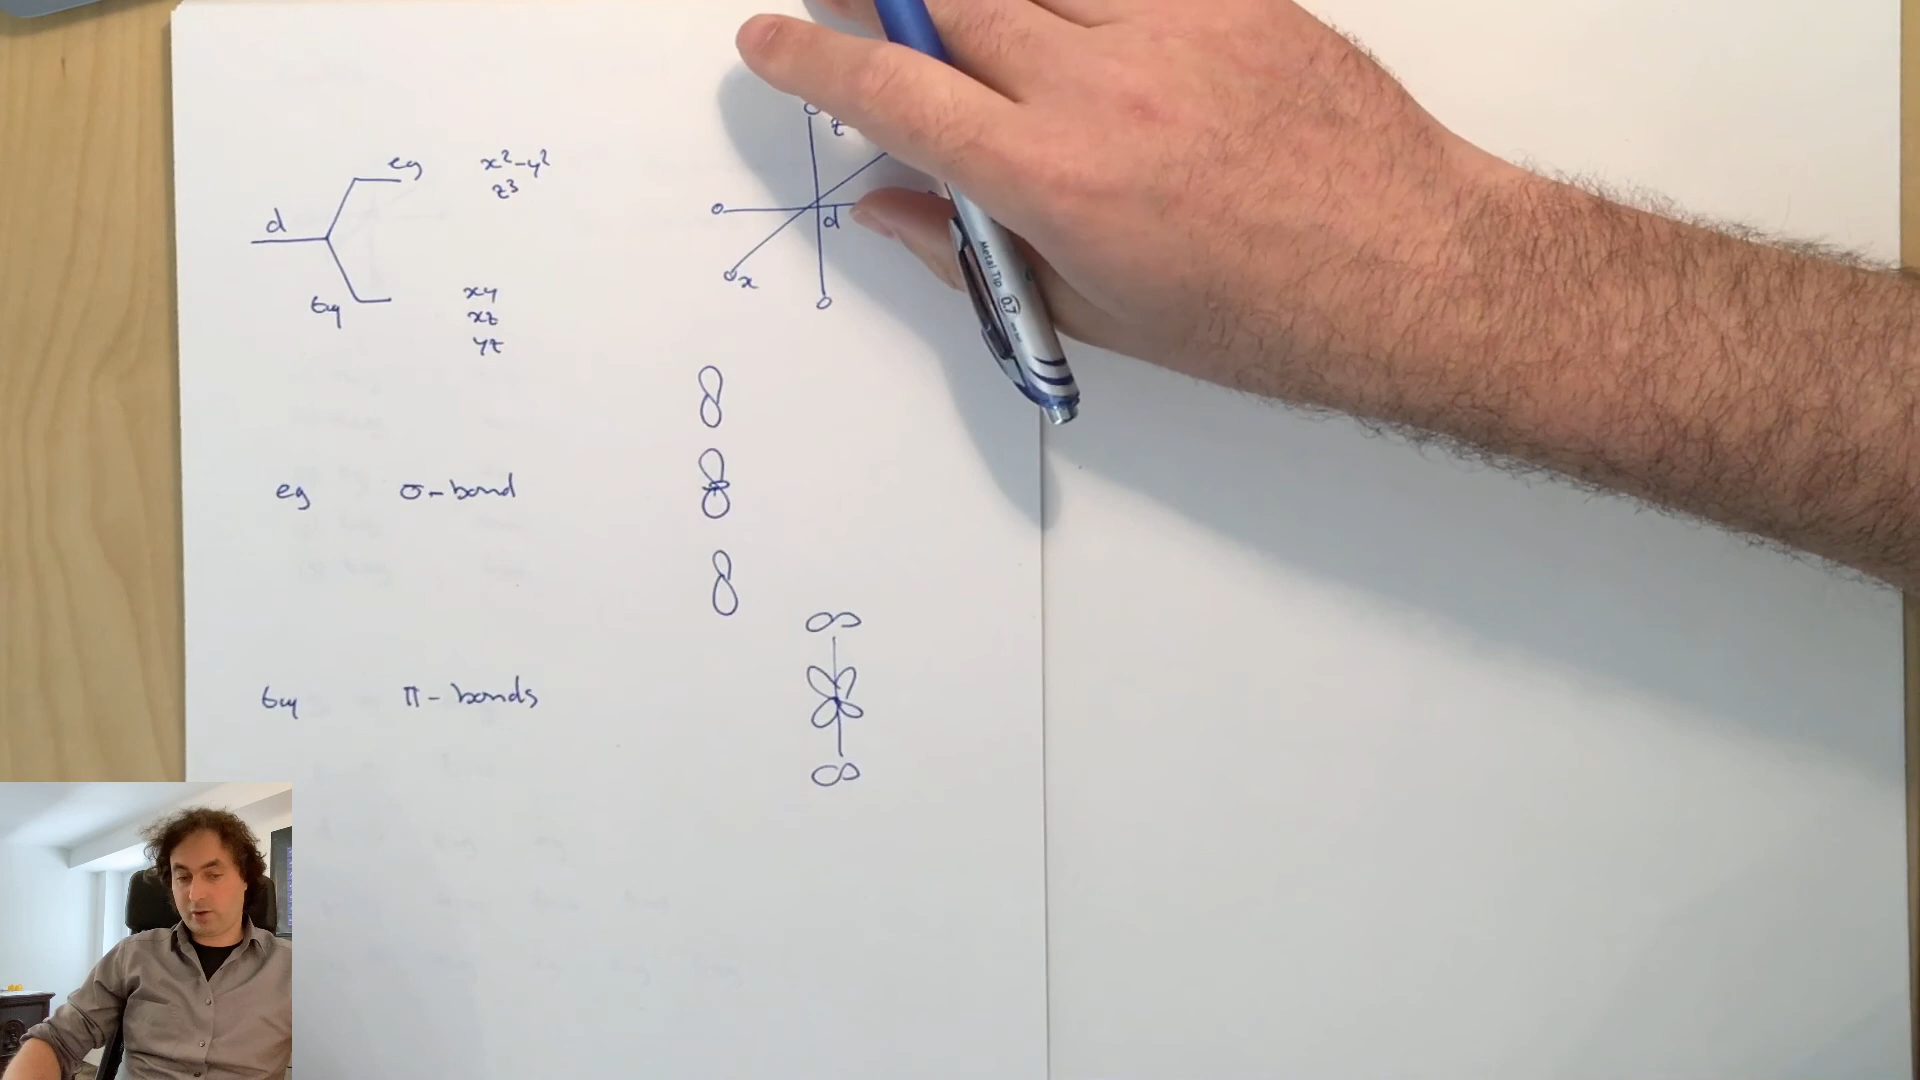 eg x²-y²
z³
d
t2g xy
xz
yz
z
d
x
Metal Tip 0.7
eg σ-bond
t2g π-bonds